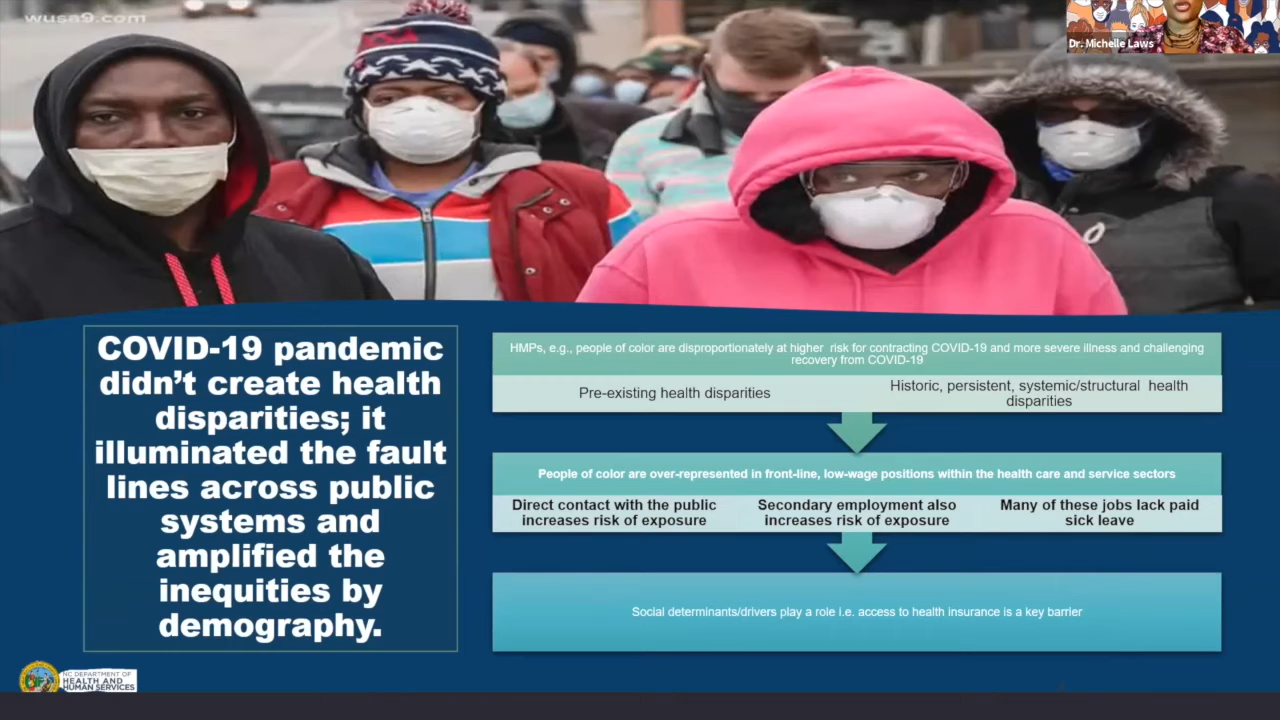 wusa9.com
Dr. Michelle Laws
COVID-19 pandemic
didn't create health
disparities; it
illuminated the fault
lines across public
systems and
amplified the
inequities by
demography.
HMPs, e.g., people of color are disproportionately at higher risk for contracting COVID-19 and more severe illness and challenging
recovery from COVID-19
Pre-existing health disparities
Historic, persistent, systemic/structural health
disparities
People of color are over-represented in front-line, low-wage positions within the health care and service sectors
Direct contact with the public
increases risk of exposure
Secondary employment also
increases risk of exposure
Many of these jobs lack paid
sick leave
Social determinants/drivers play a role i.e. access to health insurance is a key barrier
NC DEPARTMENT OF
HEALTH AND
HUMAN SERVICES